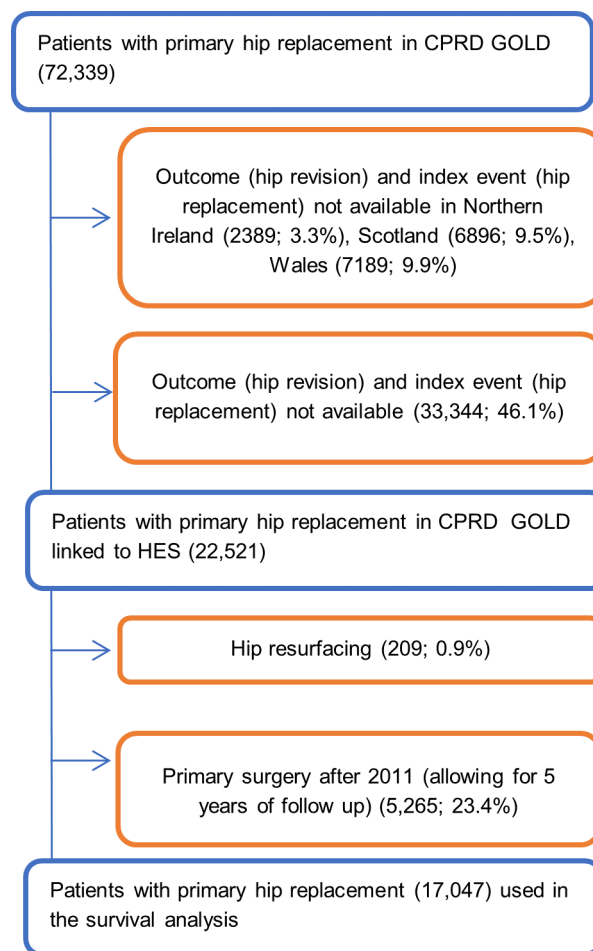 Patients with primary hip replacement in CPRD GOLD
(72,339)
Outcome (hip revision) and index event (hip
replacement) not available in Northern
Ireland (2389; 3.3%), Scotland (6896; 9.5%),
Wales (7189; 9.9%)
Outcome (hip revision) and index event (hip
replacement) not available (33,344; 46.1%)
Patients with primary hip replacement in CPRD GOLD
linked to HES (22,521)
Hip resurfacing (209; 0.9%)
Primary surgery after 2011 (allowing for 5
years of follow up) (5,265; 23.4%)
Patients with primary hip replacement (17,047) used in
the survival analysis